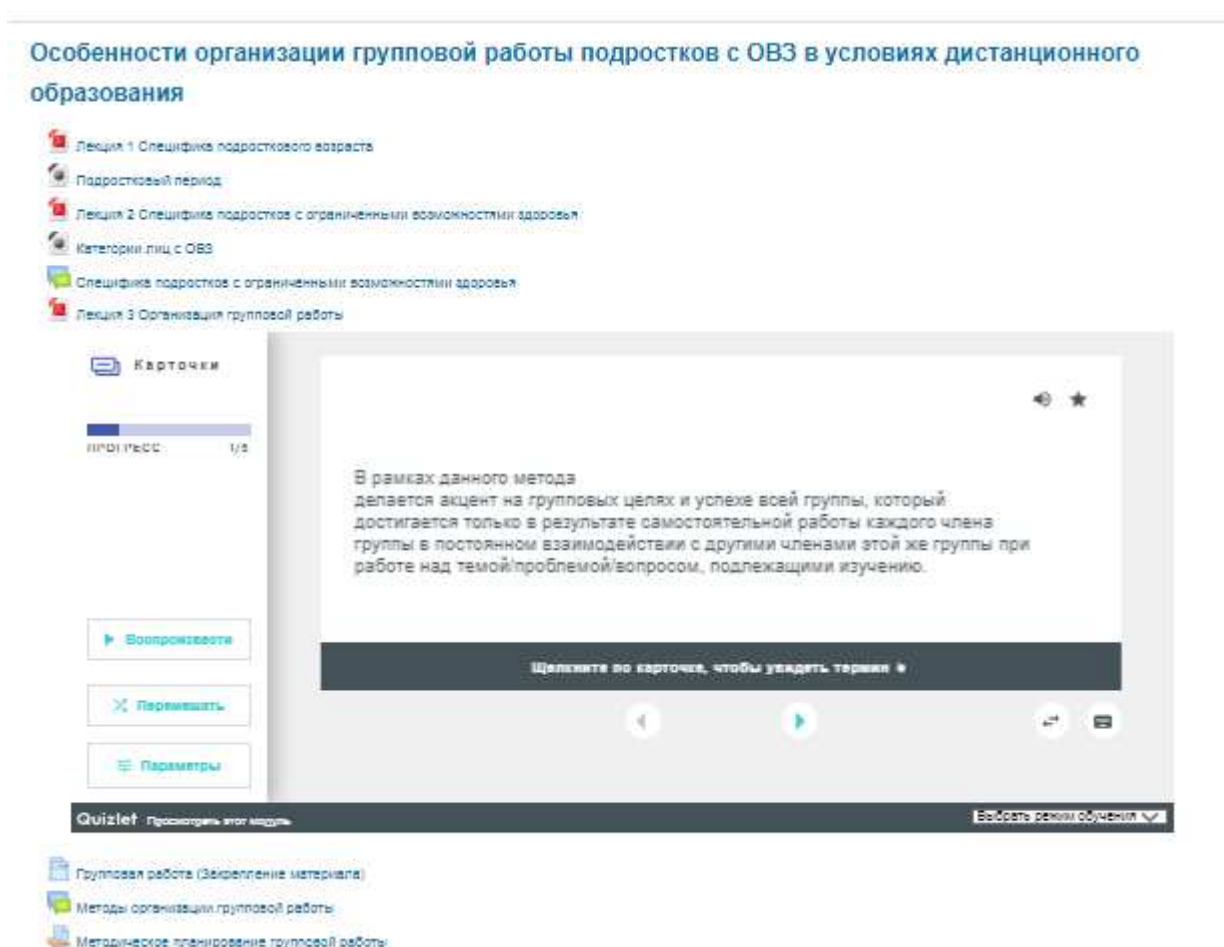 Особенности организации групповой работы подростков с ОВЗ в условиях дистанционного
образования
Лекция 1 Специфика подросткового возраста
Подростковый период
Лекция 2 Специфика подростков с ограниченными возможностями здоровья
Категории лиц с ОВЗ
Специфика подростков с ограниченными возможностями здоровья
Лекция 3 Организация групповой работы
Карточки
ПРОГРЕСС 1/5
В рамках данного метода
делается акцент на групповых целях и успехе всей группы, который
достигается только в результате самостоятельной работы каждого члена
группы в постоянном взаимодействии с другими членами этой же группы при
работе над темой/проблемой/вопросом, подлежащими изучению.
Воспроизвести
Щелкните по карточке, чтобы увидеть термин
Перемешать
Параметры
Quizlet Просмотреть этот модуль
Выбрать режим обучения
Групповая работа (Закрепление материала)
Методы организации групповой работы
Методическое планирование групповой работы